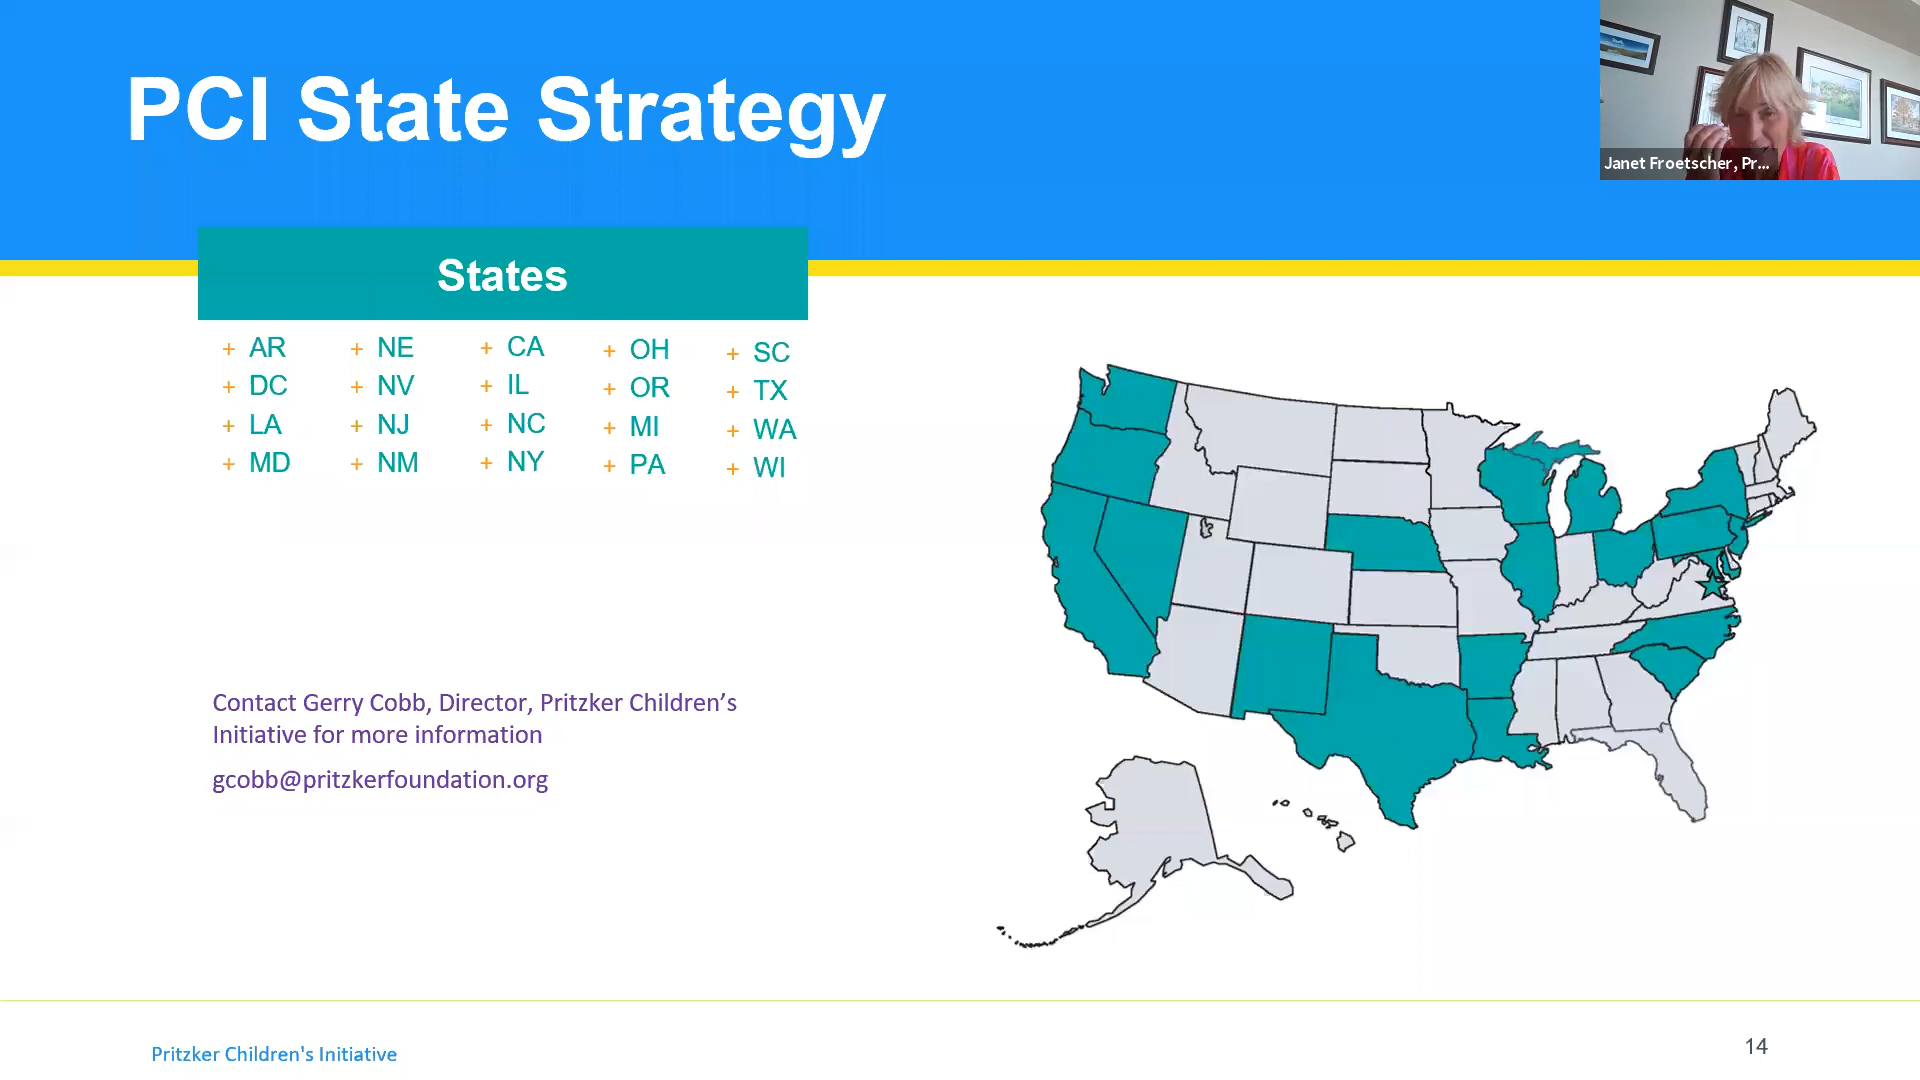 PCI State Strategy
Janet Froetscher, Pr...
States
+ AR
+ DC
+ LA
+ MD
+ NE
+ NV
+ NJ
+ NM
+ CA
+ IL
+ NC
+ NY
+ OH
+ OR
+ MI
+ PA
+ SC
+ TX
+ WA
+ WI
Contact Gerry Cobb, Director, Pritzker Children’s
Initiative for more information
gcobb@pritzkerfoundation.org
Pritzker Children's Initiative
14